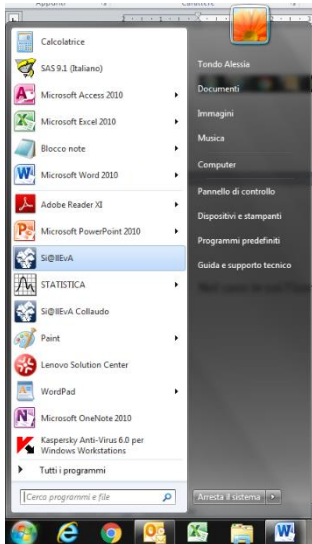 Calcolatrice
SAS 9.1 (Italiano)
Microsoft Access 2010
Microsoft Excel 2010
Blocco note
Microsoft Word 2010
Adobe Reader XI
Microsoft PowerPoint 2010
Si@llEvA
STATISTICA
Si@llEvA Collaudo
Paint
Lenovo Solution Center
WordPad
Microsoft OneNote 2010
Kaspersky Anti-Virus 6.0 per
Windows Workstations
Tutti i programmi
Cerca programmi e file
Tondo Alessia
Documenti
Immagini
Musica
Computer
Pannello di controllo
Dispositivi e stampanti
Programmi predefiniti
Guida e supporto tecnico
Arresta il sistema